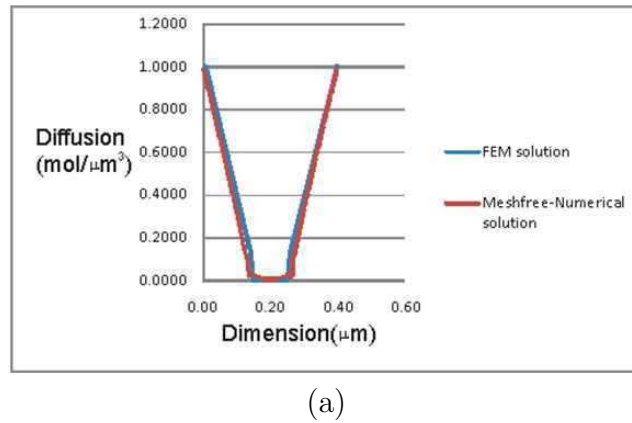 1.2000
1.0000
0.8000
0.6000
0.4000
0.2000
0.0000
Diffusion
(mol/μm³)
0.00 0.20 0.40 0.60
Dimension(μm)
FEM solution
Meshfree-Numerical
solution
(a)